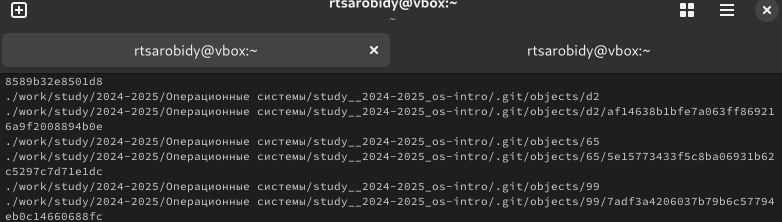 rtsarobidy@vbox:~
~
rtsarobidy@vbox:~
rtsarobidy@vbox:~
8589b32e8501d8
./work/study/2024-2025/Операционные системы/study__2024-2025_os-intro/.git/objects/d2
./work/study/2024-2025/Операционные системы/study__2024-2025_os-intro/.git/objects/d2/af14638b1bfe7a063ff86921
6a9f2008894b0e
./work/study/2024-2025/Операционные системы/study__2024-2025_os-intro/.git/objects/65
./work/study/2024-2025/Операционные системы/study__2024-2025_os-intro/.git/objects/65/5e15773433f5c8ba06931b62
c5297c7d71e1dc
./work/study/2024-2025/Операционные системы/study__2024-2025_os-intro/.git/objects/99
./work/study/2024-2025/Операционные системы/study__2024-2025_os-intro/.git/objects/99/7adf3a4206037b79b6c57794
eb0c14660688fc